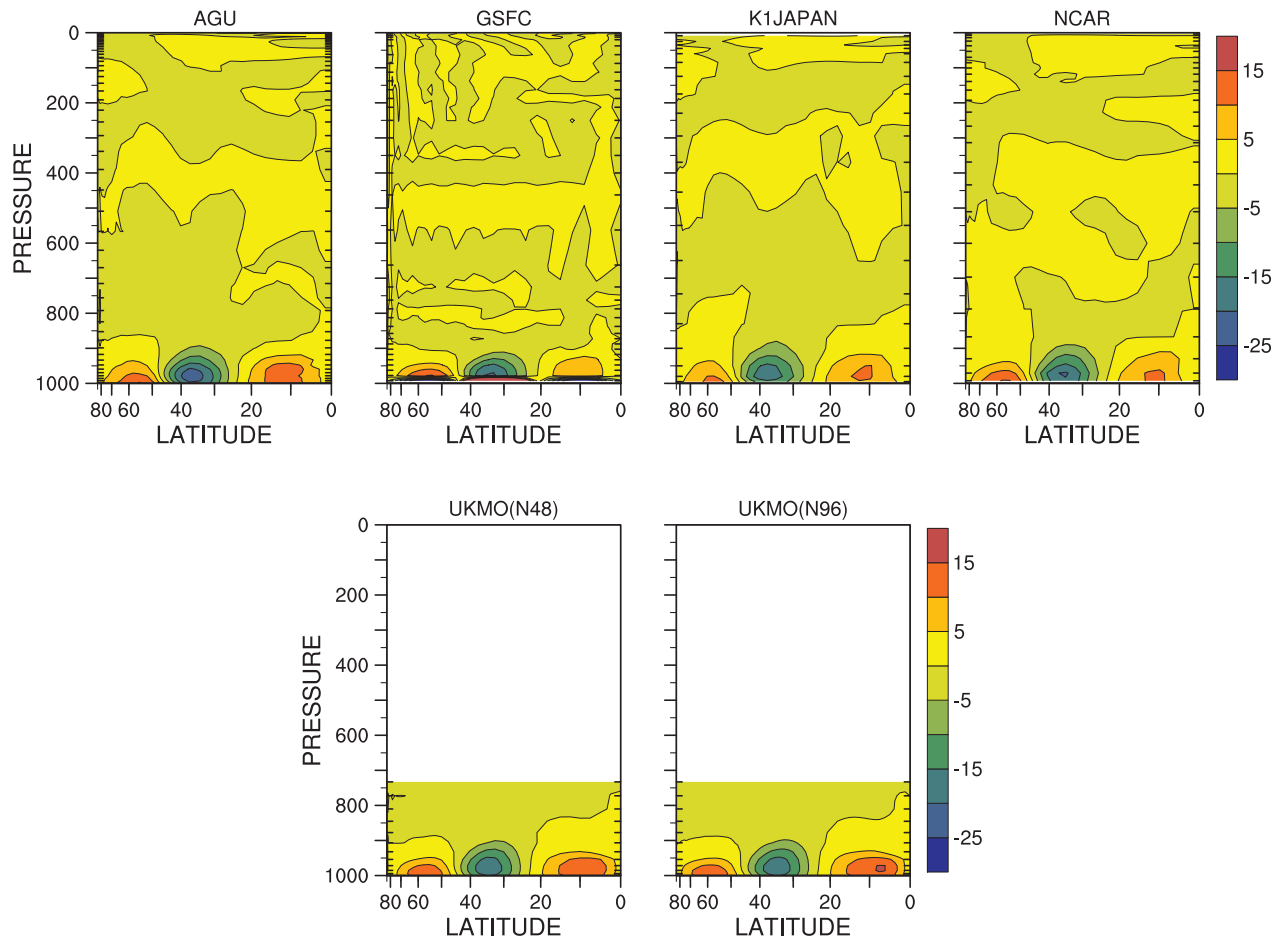 AGU GSFC K1JAPAN NCAR
0
200
400
600
800
1000
PRESSURE
15
5
-5
-15
-25
80 60 40 20 0
80 60 40 20 0
80 60 40 20 0
80 60 40 20 0
LATITUDE LATITUDE LATITUDE LATITUDE
UKMO(N48) UKMO(N96)
0
200
400
600
800
1000
PRESSURE
15
5
-5
-15
-25
80 60 40 20 0
80 60 40 20 0
LATITUDE LATITUDE